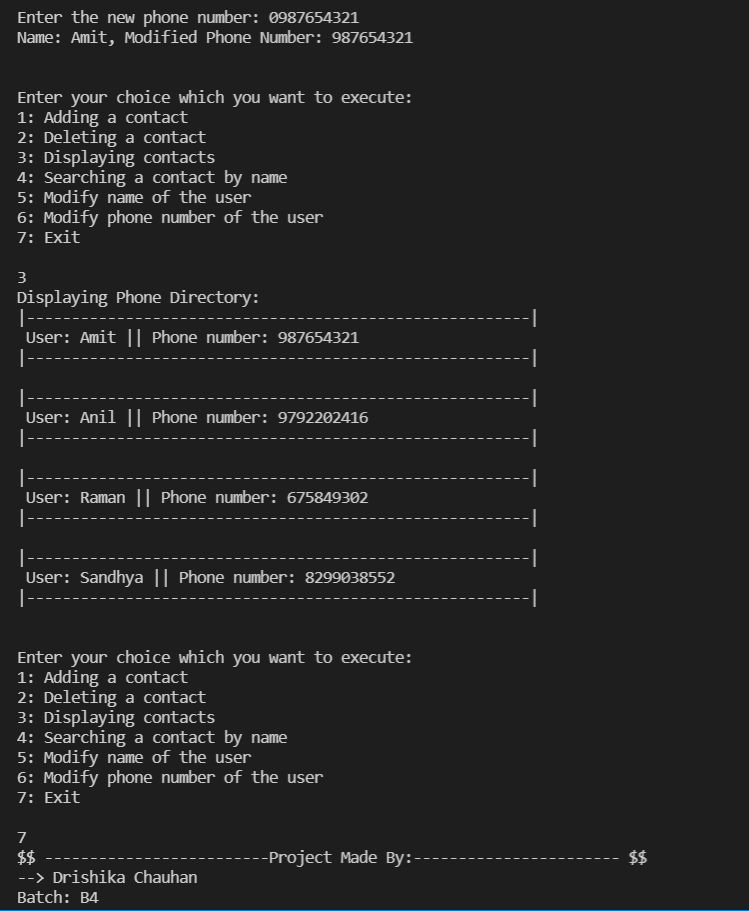 Enter the new phone number: 0987654321
Name: Amit, Modified Phone Number: 987654321
Enter your choice which you want to execute:
1: Adding a contact
2: Deleting a contact
3: Displaying contacts
4: Searching a contact by name
5: Modify name of the user
6: Modify phone number of the user
7: Exit
3
Displaying Phone Directory:
|--------------------------------------------------------|
User: Amit || Phone number: 987654321
|--------------------------------------------------------|
|--------------------------------------------------------|
User: Anil || Phone number: 9792202416
|--------------------------------------------------------|
|--------------------------------------------------------|
User: Raman || Phone number: 675849302
|--------------------------------------------------------|
|--------------------------------------------------------|
User: Sandhya || Phone number: 8299038552
|--------------------------------------------------------|
Enter your choice which you want to execute:
1: Adding a contact
2: Deleting a contact
3: Displaying contacts
4: Searching a contact by name
5: Modify name of the user
6: Modify phone number of the user
7: Exit
7
$$ -------------------------Project Made By:----------------------- $$
--> Drishika Chauhan
Batch: B4